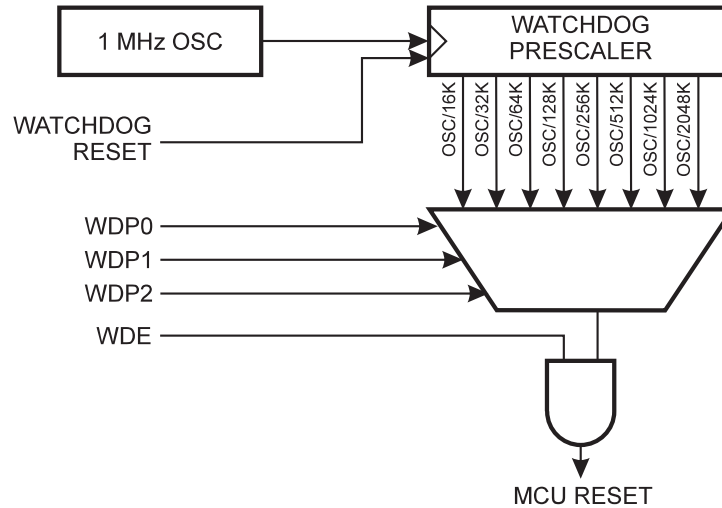 1 MHz OSC
WATCHDOG
PRESCALER
WATCHDOG
RESET
OSC/16K
OSC/32K
OSC/64K
OSC/128K
OSC/256K
OSC/512K
OSC/1024K
OSC/2048K
WDP0
WDP1
WDP2
WDE
MCU RESET